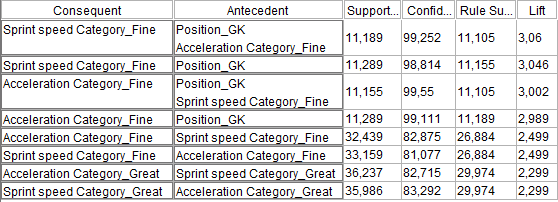 Consequent Antecedent Support... Confid... Rule Su... Lift
Sprint speed Category_Fine Position_GK
Acceleration Category_Fine 11,189 99,252 11,105 3,06
Sprint speed Category_Fine Position_GK 11,289 98,814 11,155 3,046
Acceleration Category_Fine Position_GK
Sprint speed Category_Fine 11,155 99,55 11,105 3,002
Acceleration Category_Fine Position_GK 11,289 99,111 11,189 2,989
Acceleration Category_Fine Sprint speed Category_Fine 32,439 82,875 26,884 2,499
Sprint speed Category_Fine Acceleration Category_Fine 33,159 81,077 26,884 2,499
Acceleration Category_Great Sprint speed Category_Great 36,237 82,715 29,974 2,299
Sprint speed Category_Great Acceleration Category_Great 35,986 83,292 29,974 2,299